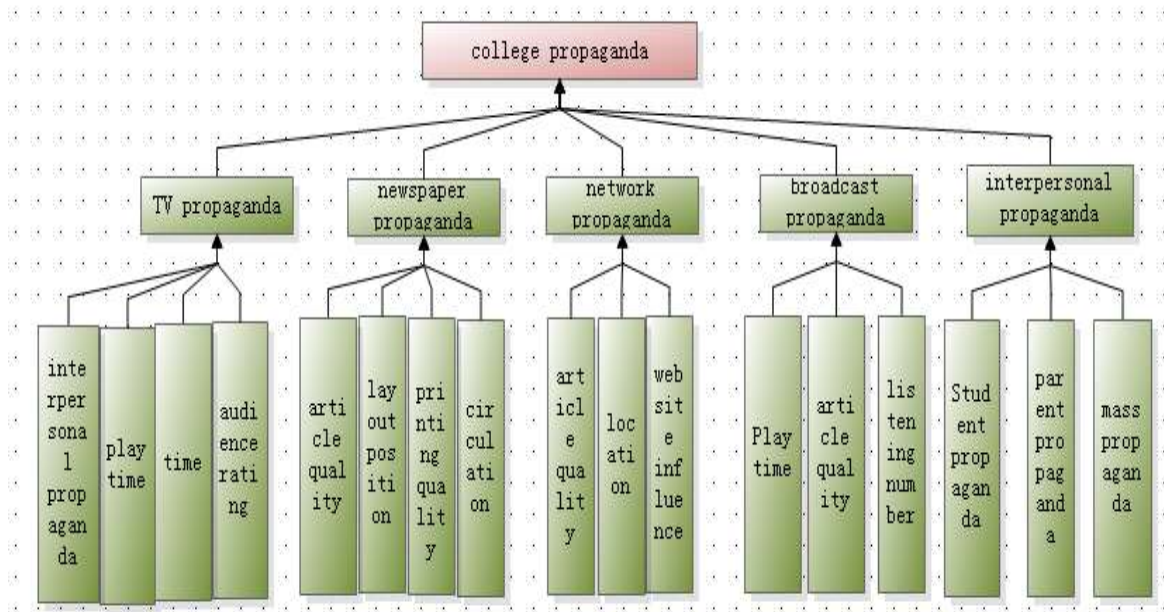 college propaganda
TV propaganda
newspaper
propaganda
network
propaganda
broadcast
propaganda
interpersonal
propaganda
inte
rpe
sona
l
prop
agan
da
play
time
time
audi
ence
rati
ng
arti
cle
qual
ity
lay
out
pos
iti
on
pri
nti
ng
qua
lit
y
cir
cul
ati
on
art
icl
e
qua
lit
y
loc
ati
on
web
sit
e
inf
lue
nce
Play
time
arti
cle
qual
ity
lis
ten
ing
num
ber
Stud
ent
prop
agan
da
par
ent
pro
pag
and
a
mass
prop
agan
da